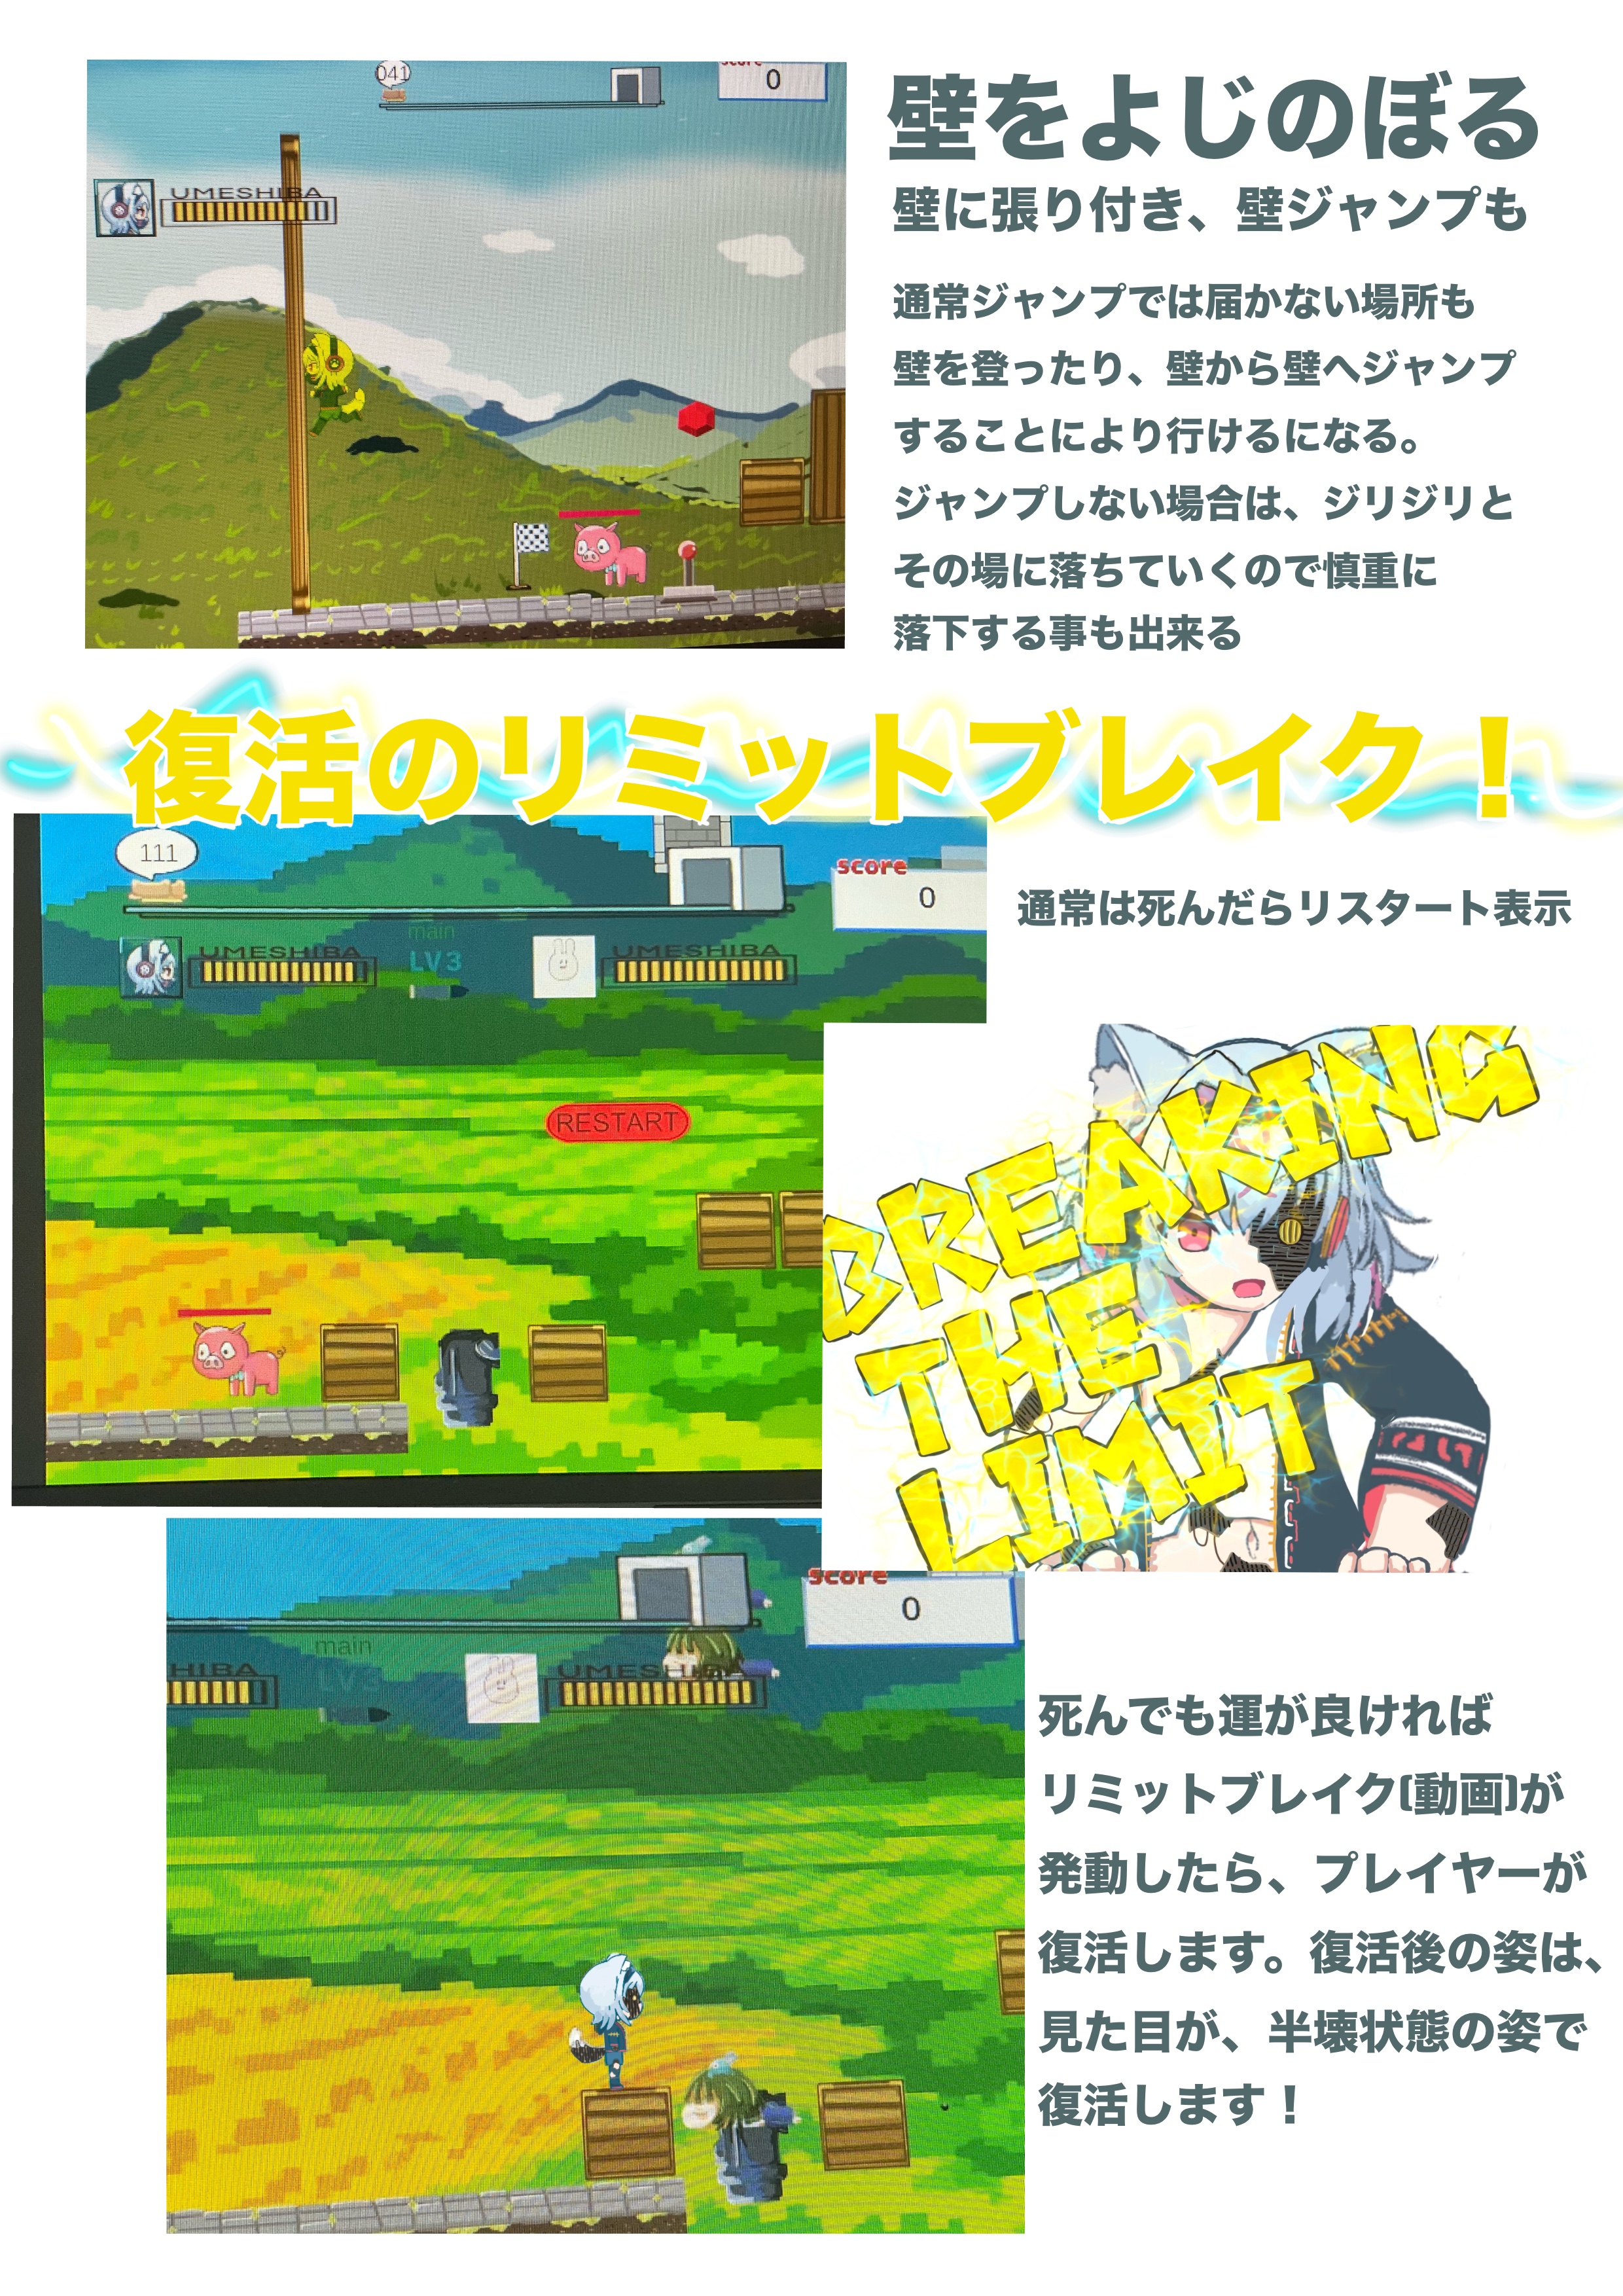 041
score
0
UMESHIBA
壁をよじのぼる
壁に張り付き、壁ジャンプも
通常ジャンプでは届かない場所も
壁を登ったり、壁から壁へジャンプ
することにより行けるになる。
ジャンプしない場合は、ジリジリと
その場に落ちていくので慎重に
落下する事も出来る
復活のリミットブレイク！
111
score
0
UMESHIBA
main
LV3
UMESHIBA
RESTART
通常は死んだらリスタート表示
BREAKING
THE
LIMIT
score
0
HIBA
main
LV3
UMESHIBA
死んでも運が良ければ
リミットブレイク(動画)が
発動したら、プレイヤーが
復活します。復活後の姿は、
見た目が、半壊状態の姿で
復活します！